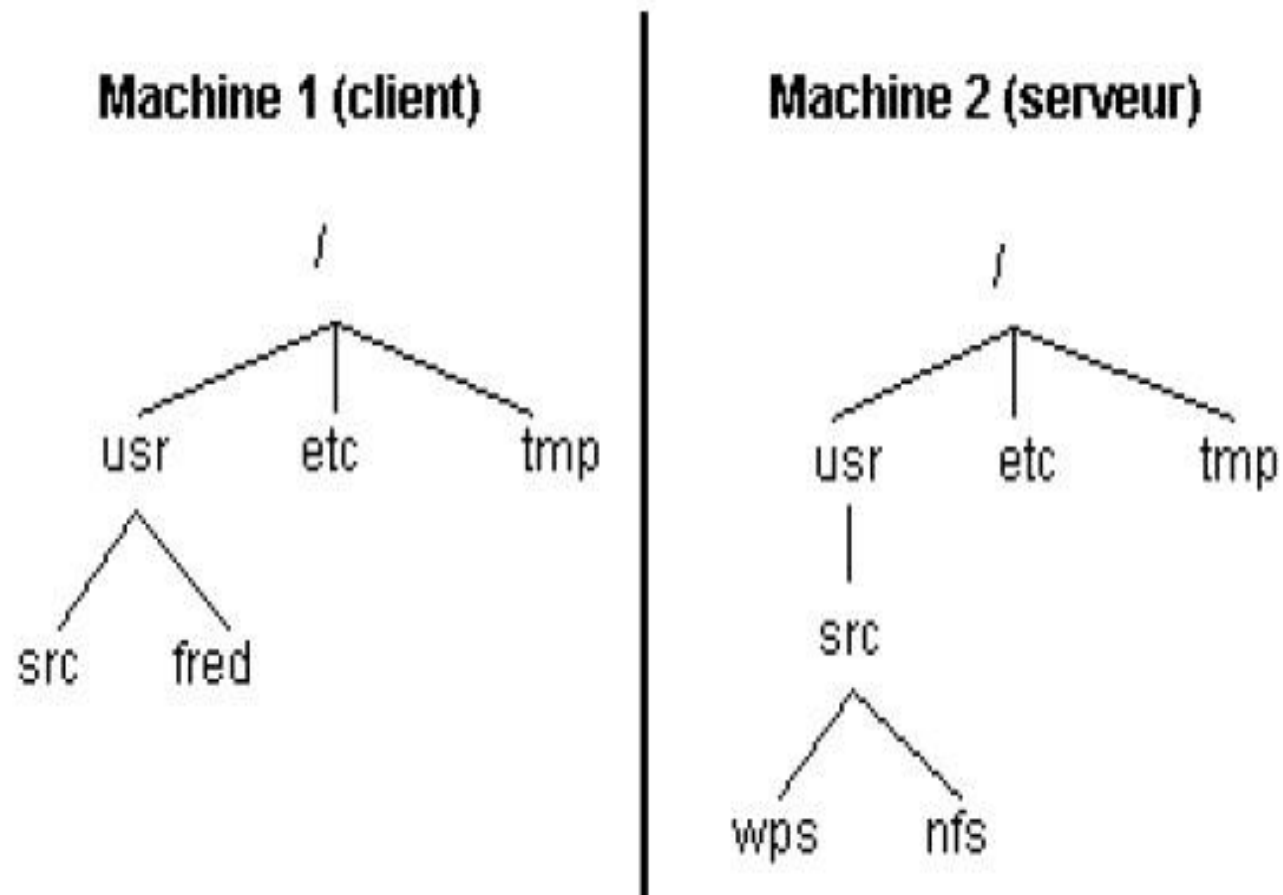 Machine 1 (client)
/
usr etc tmp
src fred
Machine 2 (serveur)
/
usr etc tmp
src
wps nfs